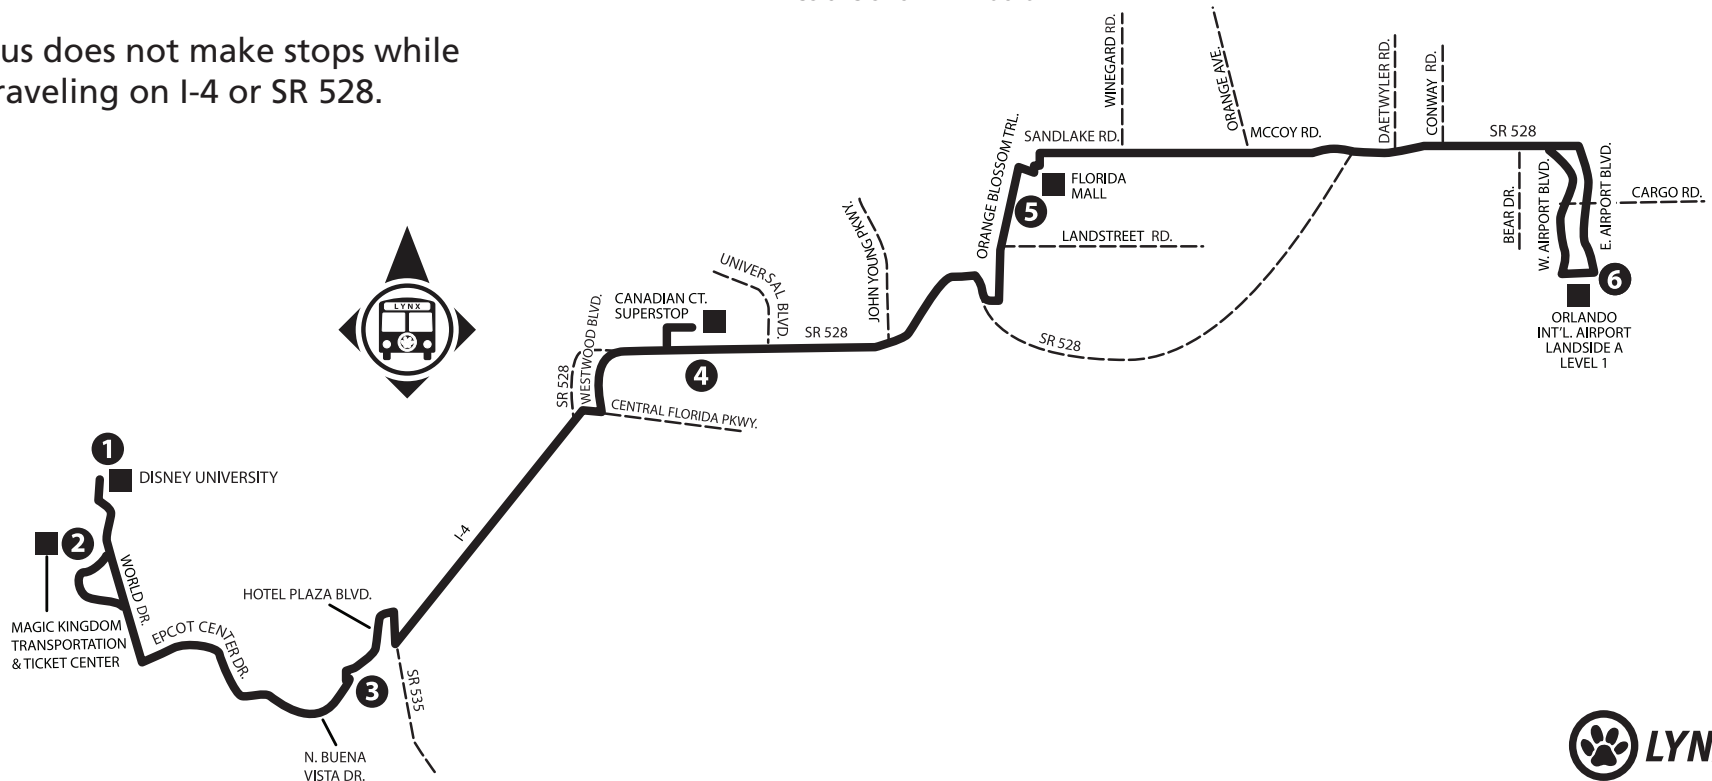 us does not make stops while
raveling on I-4 or SR 528.
WINEGARD RD.
ORANGE AVE.
DAETWYLER RD.
CONWAY RD.
SANDLAKE RD.
MCCOY RD.
SR 528
ORANGE BLOSSOM TRL.
FLORIDA
MALL
5
LANDSTREET RD.
BEAR DR.
W. AIRPORT BLVD.
E. AIRPORT BLVD.
CARGO RD.
6
ORLANDO
INT'L. AIRPORT
LANDSIDE A
LEVEL 1
JOHN YOUNG PKWY.
UNIVERSAL BLVD.
CANADIAN CT.
SUPERSTOP
SR 528
SR 528
4
WESTWOOD BLVD.
SR 528
CENTRAL FLORIDA PKWY.
LYNX
1
DISNEY UNIVERSITY
2
MAGIC KINGDOM
TRANSPORTATION
& TICKET CENTER
WORLD DR.
EPCOT CENTER DR.
I-4
HOTEL PLAZA BLVD.
3
SR 535
N. BUENA
VISTA DR.
LYN